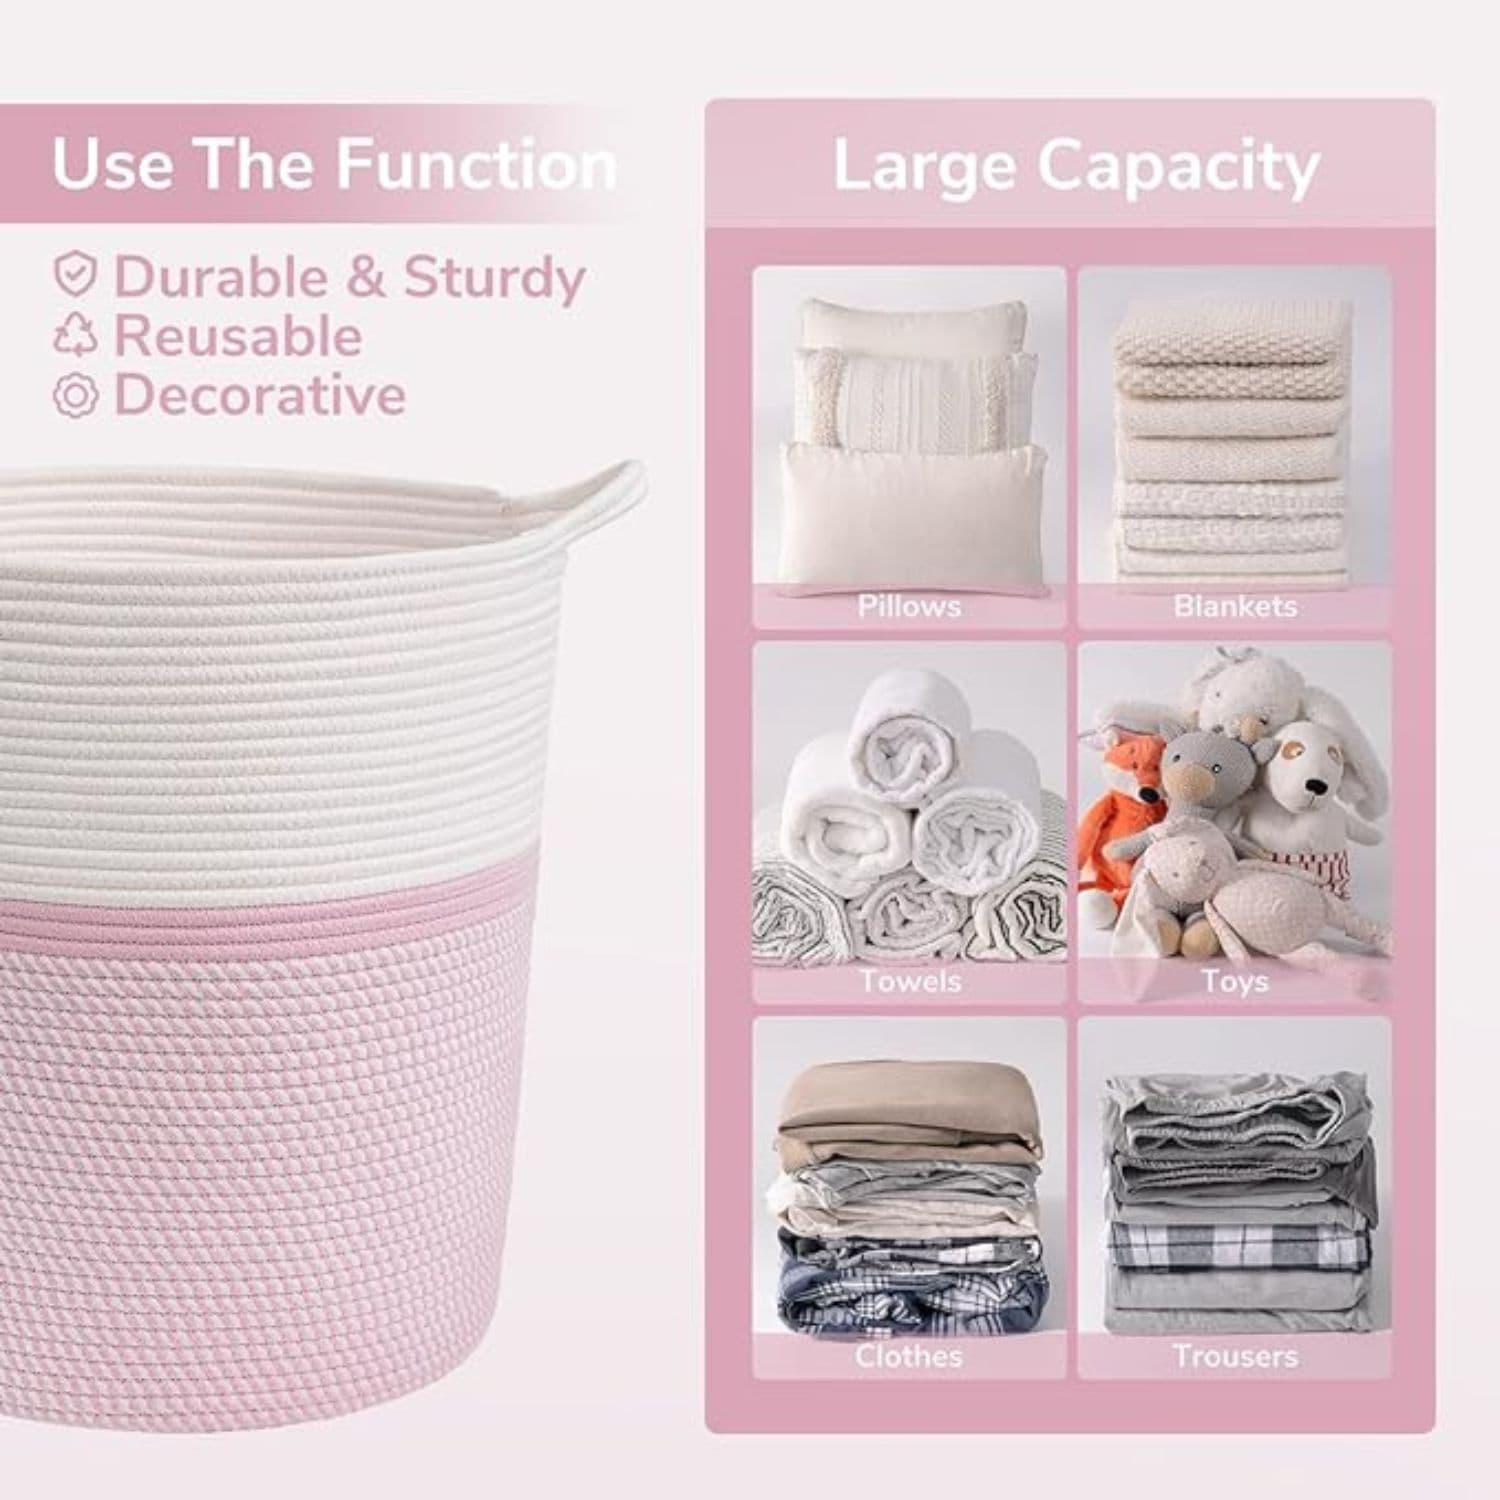 Use The Function
Durable & Sturdy
Reusable
Decorative
Large Capacity
Pillows
Blankets
Towels
Toys
Clothes
Trousers